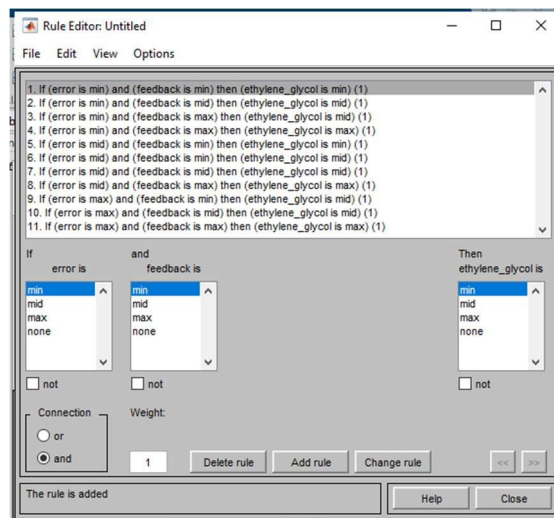 Rule Editor: Untitled
File Edit View Options
1. If (error is min) and (feedback is min) then (ethylene_glycol is min) (1)
2. If (error is min) and (feedback is mid) then (ethylene_glycol is mid) (1)
3. If (error is min) and (feedback is max) then (ethylene_glycol is mid) (1)
4. If (error is min) and (feedback is max) then (ethylene_glycol is max) (1)
5. If (error is mid) and (feedback is min) then (ethylene_glycol is min) (1)
6. If (error is mid) and (feedback is min) then (ethylene_glycol is mid) (1)
7. If (error is mid) and (feedback is mid) then (ethylene_glycol is mid) (1)
8. If (error is mid) and (feedback is max) then (ethylene_glycol is max) (1)
9. If (error is max) and (feedback is min) then (ethylene_glycol is mid) (1)
10. If (error is max) and (feedback is mid) then (ethylene_glycol is mid) (1)
11. If (error is max) and (feedback is max) then (ethylene_glycol is max) (1)
If and Then
error is feedback is ethylene_glycol is
min min min
mid mid mid
max max max
none none none
not not not
Connection Weight:
or
and 1 Delete rule Add rule Change rule << >>
The rule is added Help Close